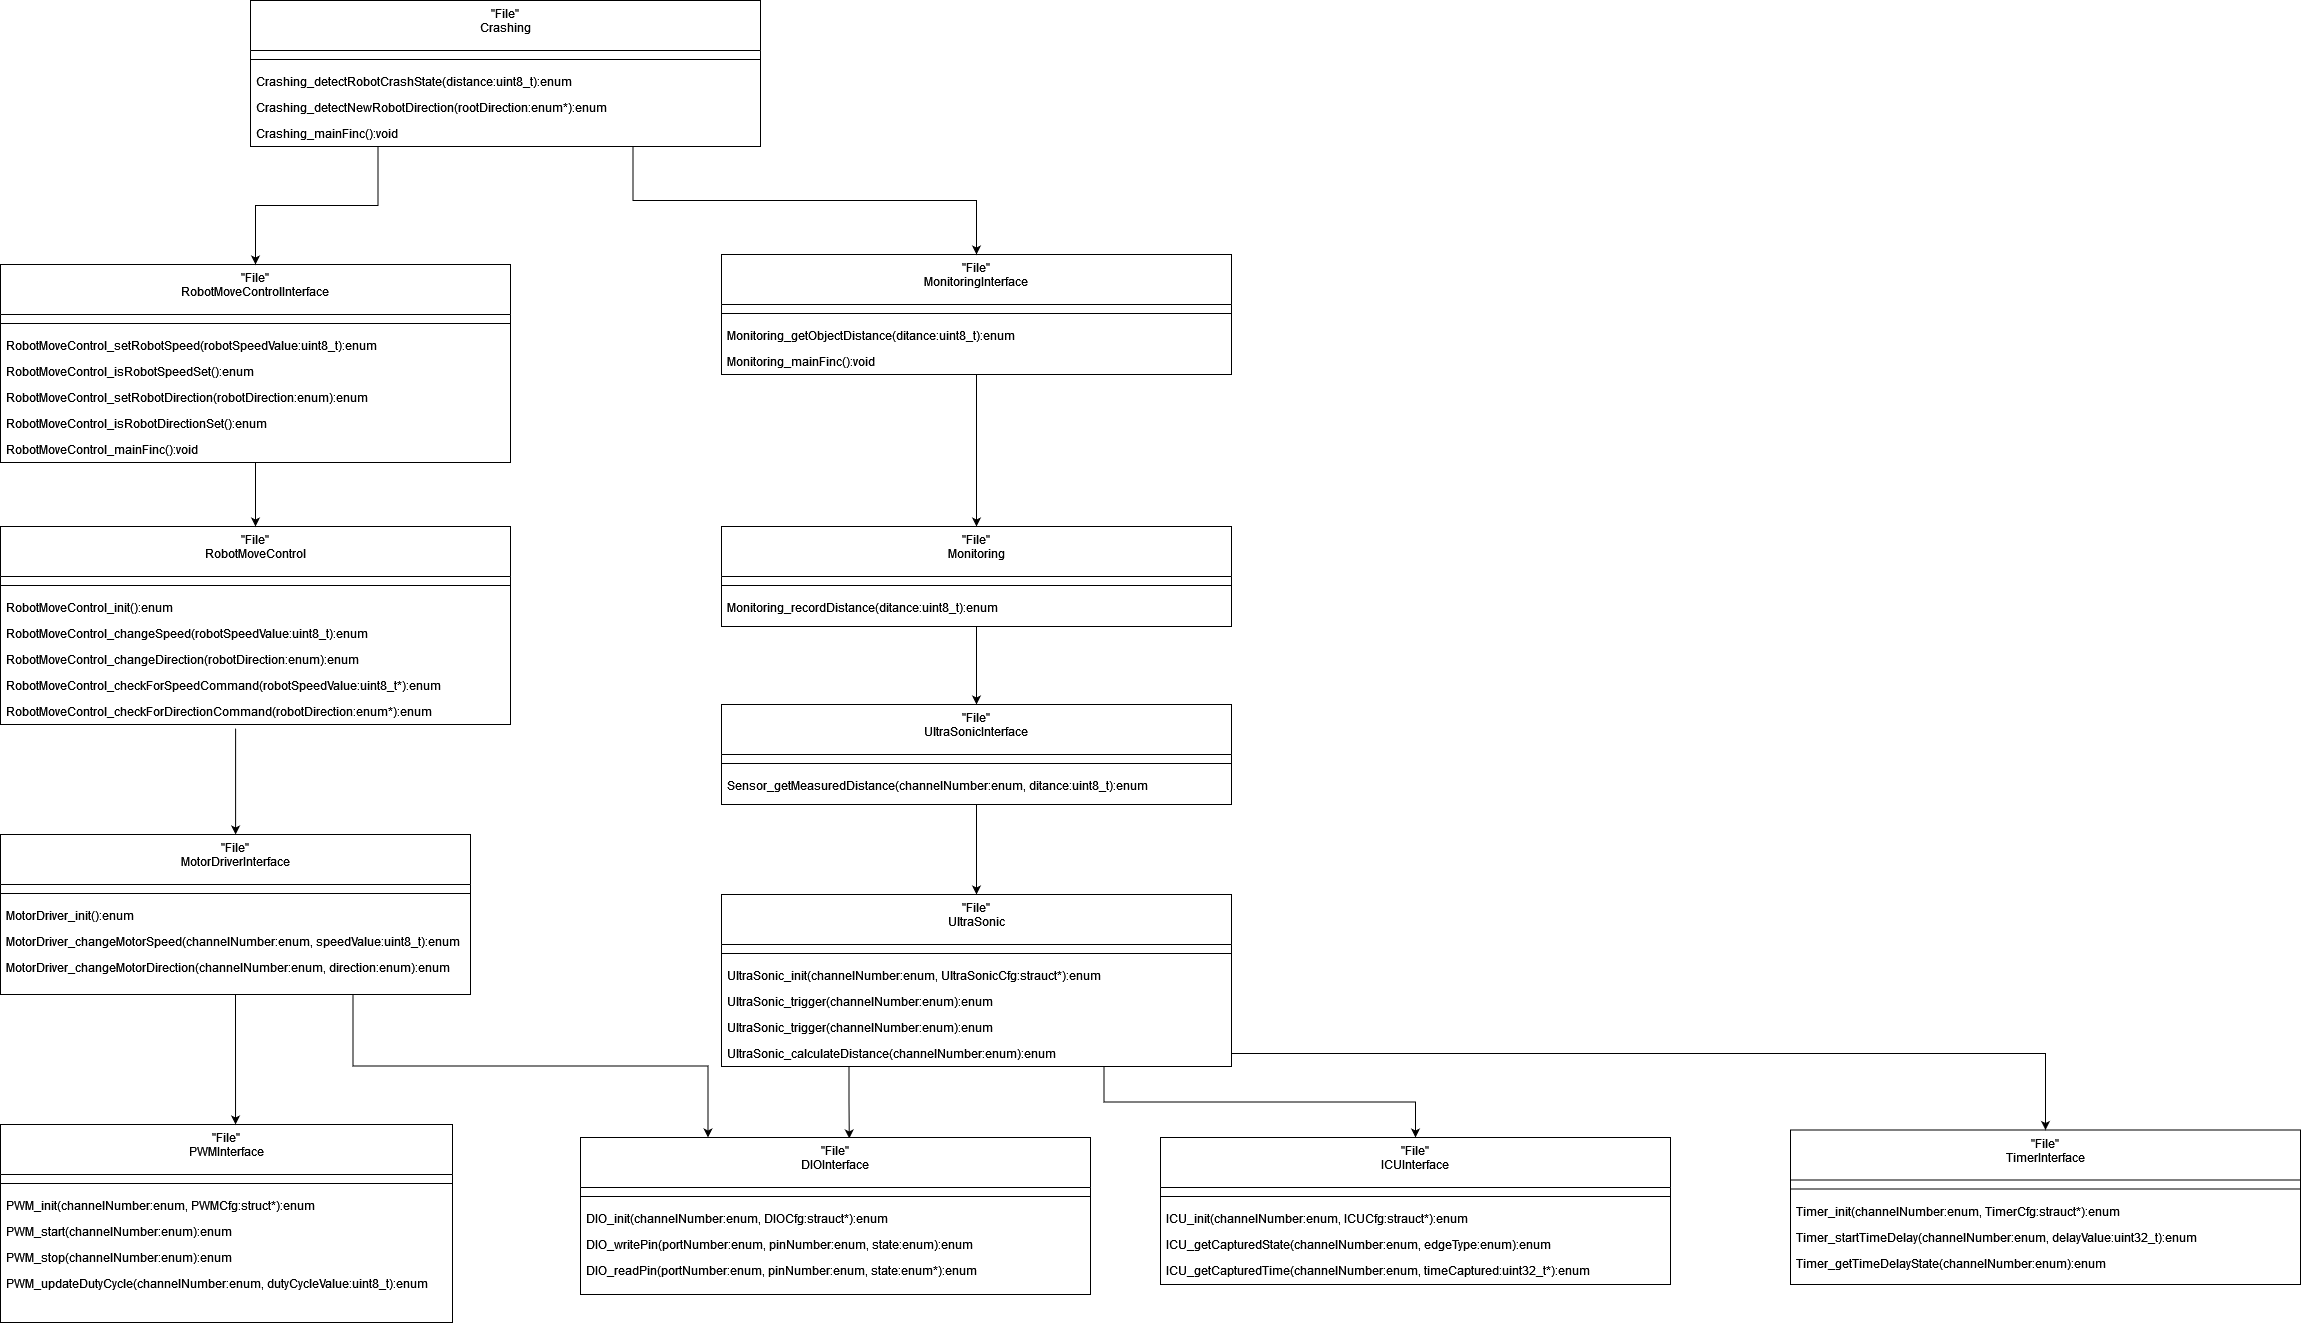 "File"
Crashing
Crashing_detectRobotCrashState(distance:uint8_t):enum
Crashing_detectNewRobotDirection(rootDirection:enum*):enum
Crashing_mainFinc():void
"File"
RobotMoveControlInterface
RobotMoveControl_setRobotSpeed(robotSpeedValue:uint8_t):enum
RobotMoveControl_isRobotSpeedSet():enum
RobotMoveControl_setRobotDirection(robotDirection:enum):enum
RobotMoveControl_isRobotDirectionSet():enum
RobotMoveControl_mainFinc():void
"File"
MonitoringInterface
Monitoring_getObjectDistance(ditance:uint8_t):enum
Monitoring_mainFinc():void
"File"
RobotMoveControl
RobotMoveControl_init():enum
RobotMoveControl_changeSpeed(robotSpeedValue:uint8_t):enum
RobotMoveControl_changeDirection(robotDirection:enum):enum
RobotMoveControl_checkForSpeedCommand(robotSpeedValue:uint8_t*):enum
RobotMoveControl_checkForDirectionCommand(robotDirection:enum*):enum
"File"
Monitoring
Monitoring_recordDistance(ditance:uint8_t):enum
"File"
UltraSonicInterface
Sensor_getMeasuredDistance(channelNumber:enum, ditance:uint8_t):enum
"File"
MotorDriverInterface
MotorDriver_init():enum
MotorDriver_changeMotorSpeed(channelNumber:enum, speedValue:uint8_t):enum
MotorDriver_changeMotorDirection(channelNumber:enum, direction:enum):enum
"File"
UltraSonic
UltraSonic_init(channelNumber:enum, UltraSonicCfg:strauct*):enum
UltraSonic_trigger(channelNumber:enum):enum
UltraSonic_trigger(channelNumber:enum):enum
UltraSonic_calculateDistance(channelNumber:enum):enum
"File"
PWMInterface
PWM_init(channelNumber:enum, PWMCfg:struct*):enum
PWM_start(channelNumber:enum):enum
PWM_stop(channelNumber:enum):enum
PWM_updateDutyCycle(channelNumber:enum, dutyCycleValue:uint8_t):enum
"File"
DIOInterface
DIO_init(channelNumber:enum, DIOCfg:strauct*):enum
DIO_writePin(portNumber:enum, pinNumber:enum, state:enum):enum
DIO_readPin(portNumber:enum, pinNumber:enum, state:enum*):enum
"File"
ICUInterface
ICU_init(channelNumber:enum, ICUCfg:strauct*):enum
ICU_getCapturedState(channelNumber:enum, edgeType:enum):enum
ICU_getCapturedTime(channelNumber:enum, timeCaptured:uint32_t*):enum
"File"
TimerInterface
Timer_init(channelNumber:enum, TimerCfg:strauct*):enum
Timer_startTimeDelay(channelNumber:enum, delayValue:uint32_t):enum
Timer_getTimeDelayState(channelNumber:enum):enum